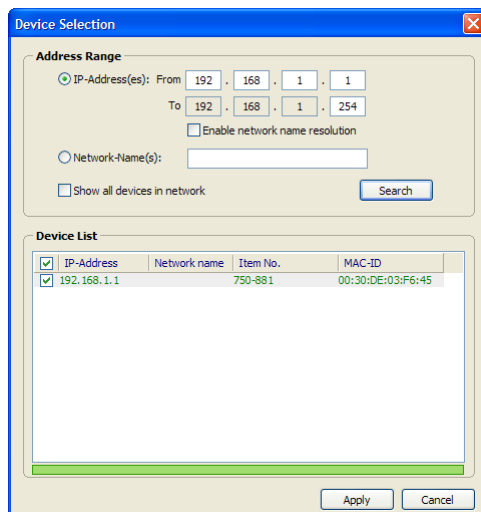 Device Selection
Address Range
IP-Address(es): From 192 . 168 . 1 . 1
To 192 . 168 . 1 . 254
Enable network name resolution
Network-Name(s):
Show all devices in network Search
Device List
IP-Address Network name Item No. MAC-ID
192.168.1.1 750-881 00:30:DE:03:F6:45
Apply Cancel